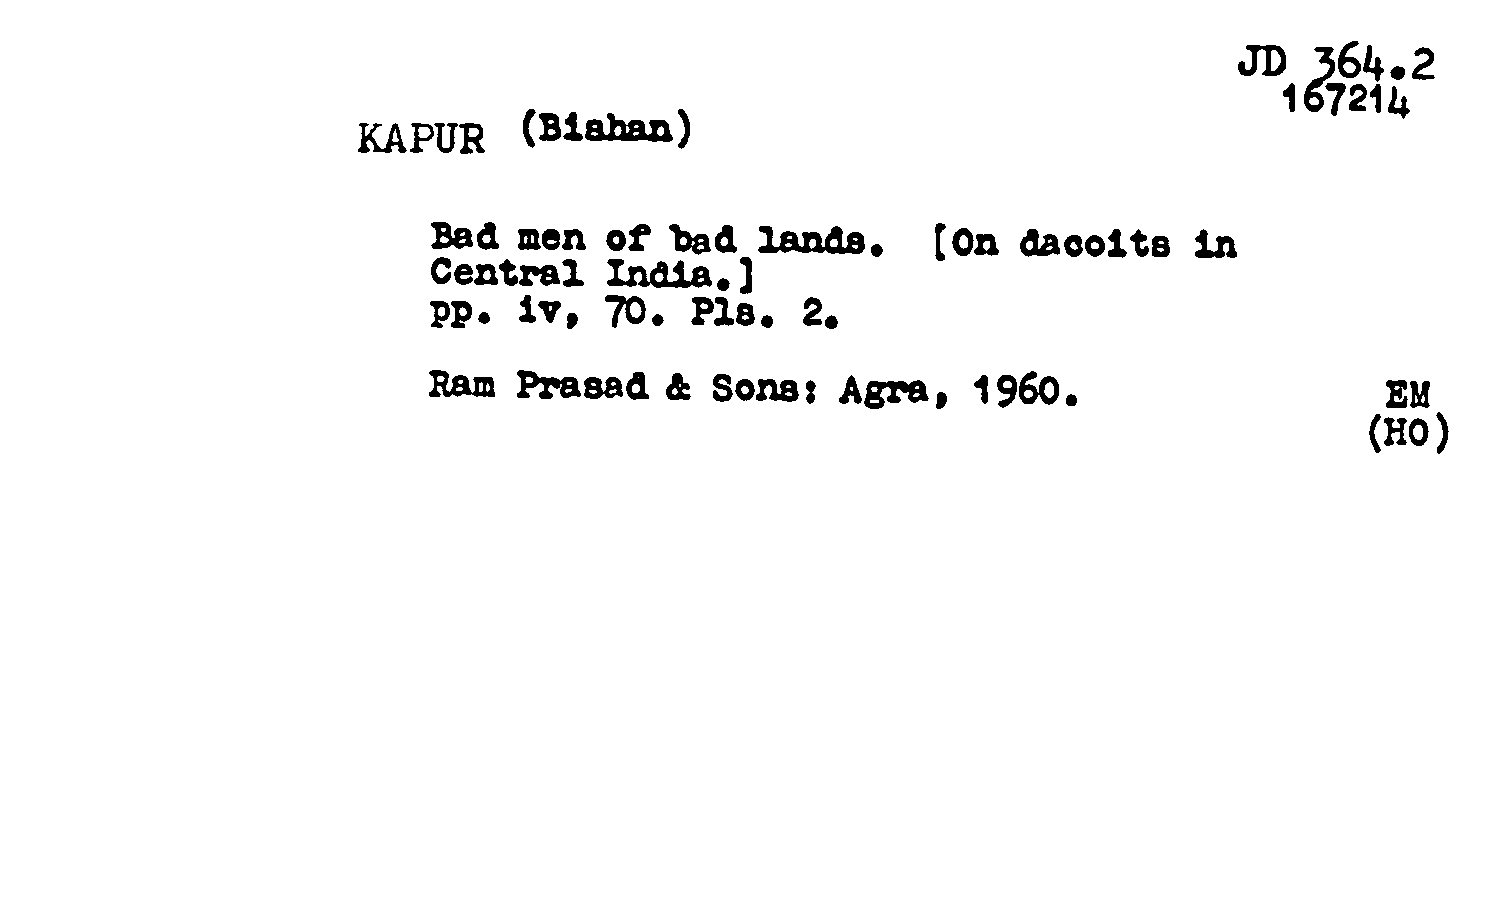 JD 364.2
167214
KAPUR (Bishan)
Bad men of bad lands. [On dacoits in
Central India.]
pp. iv, 70. Pls. 2.
Ram Prasad & Sons: Agra, 1960.
EM
(HO)